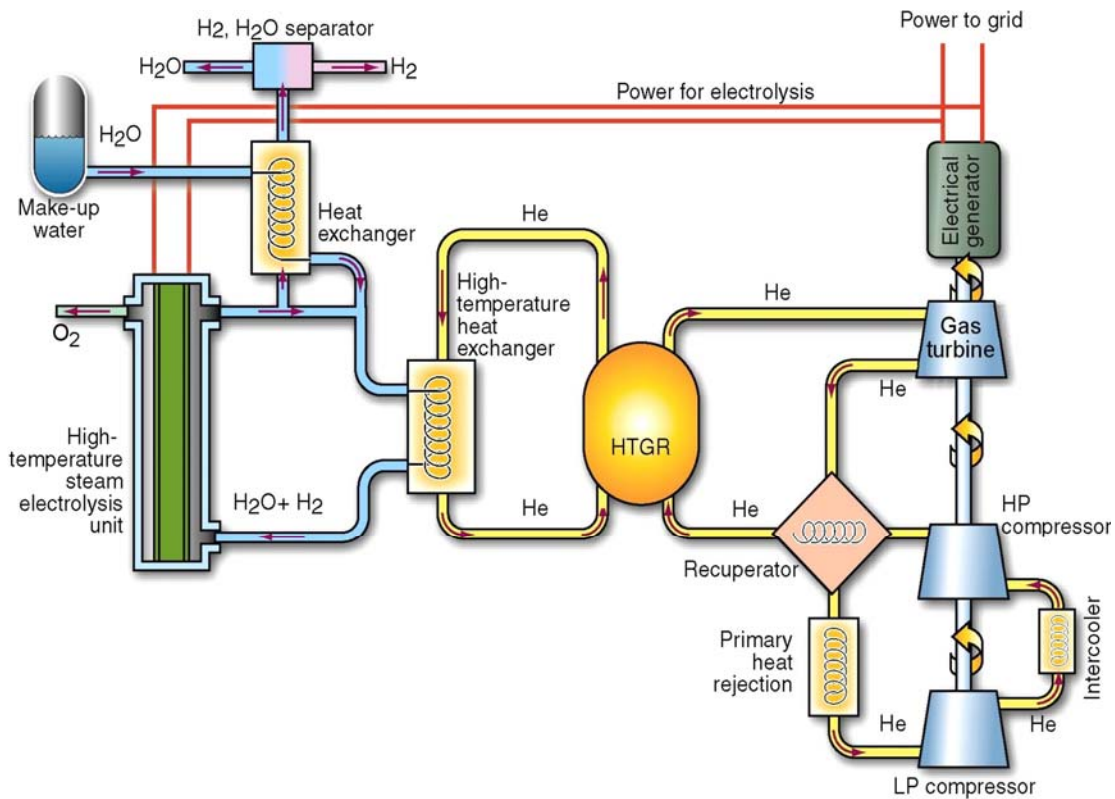 H2, H2O separator
Power to grid
H2O
H2
Power for electrolysis
H2O
Make-up
water
Heat
exchanger
Electrical
generator
He
High-
temperature
heat
exchanger
He
Gas
turbine
O2
He
HTGR
High-
temperature
steam
electrolysis
unit
H2O+ H2
He
He
HP
compressor
Recuperator
Primary
heat
rejection
Intercooler
He
He
LP compressor